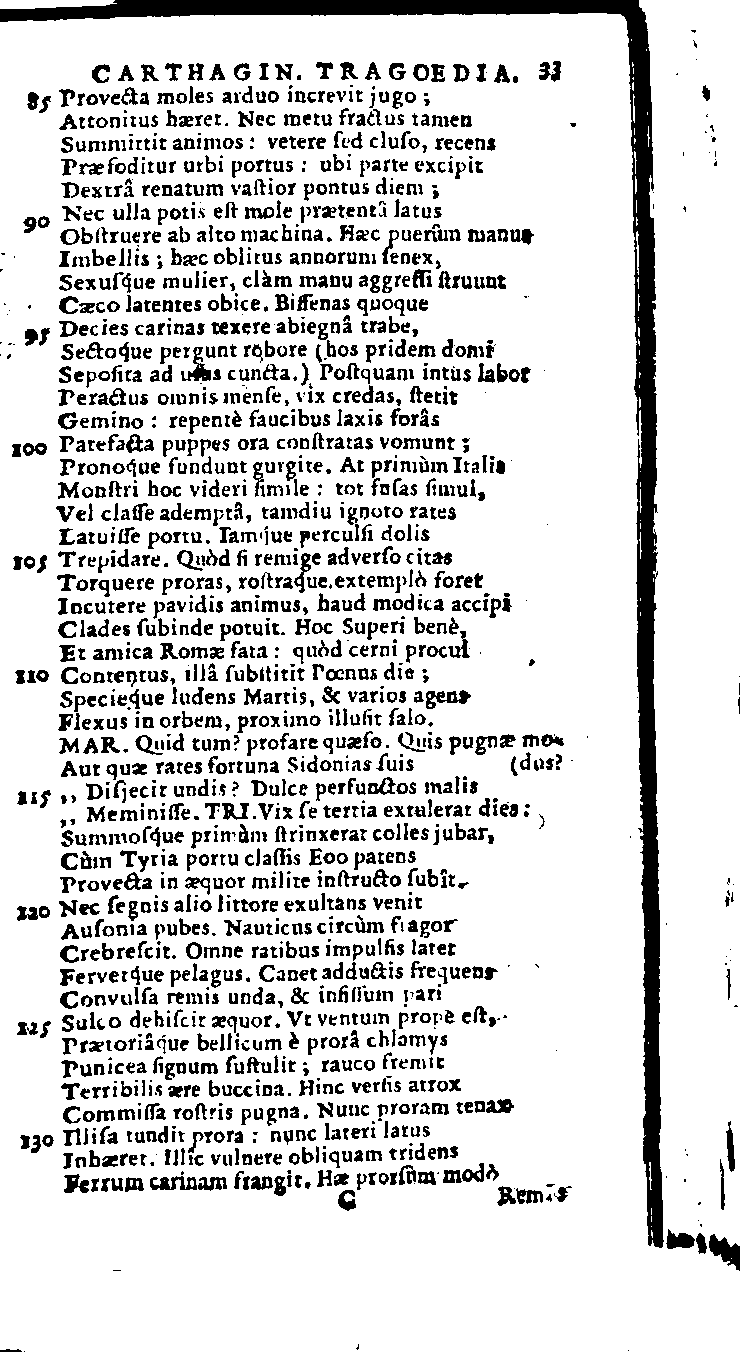 CARTHAGIN. TRAGOEDIA. 33
85 Provecta moles arduo increvit jugo ;
Attonitus hæret. Nec metu fractus tamen
Summittit animos : vetere ſed cluſo, recens
Præfoditur urbi portus : ubi parte excipit
Dextrâ renatum vaſtior pontus diem ;
90 Nec ulla potis eſt mole prætentâ latus
Obſtruere ab alto machina. Hæc puerûm manus
Imbellis ; hæc oblitus annorum ſenex,
Sexuſque mulier, clàm manu aggreſſi ſtruunt
Cæco latentes obice. Biſſenas quoque
95 Decies carinas texere abiegnâ trabe,
Sectoque pergunt robore (hos pridem domi
Sepoſita ad uſus cuncta.) Poſtquam intùs labor
Peractus omnis menſe, vix credas, ſtetit
Gemino : repentè faucibus laxis forâs
100 Patefacta puppes ora conſtratas vomunt ;
Pronoque fundunt gurgite. At primùm Italis
Monſtri hoc videri ſimile : tot fuſas ſimul,
Vel claſſe ademptâ, tamdiu ignoto rates
Latuiſſe portu. Iamque perculſi dolis
105 Trepidare. Quòd ſi remige adverſo citas
Torquere proras, roſtraque extemplò foret
Incutere pavidis animus, haud modica accipi
Clades ſubinde potuit. Hoc Superi benè,
Et amica Romæ fata : quòd cerni procul
110 Contentus, illâ ſubſtitit Pœnus die ;
Specieque ludens Martis, & varios agens
Flexus in orbem, proximo illuſit ſalo.
MAR. Quid tum? profare quæſo. Quis pugnæ mo-
Aut quæ rates fortuna Sidonias ſuis (dus?
115 ,, Diſjecit undis? Dulce perfunctos malis
,, Meminiſſe. TRI. Vix ſe tertia extulerat dies :
Summoſque primùm ſtrinxerat colles jubar,
Cùm Tyria portu claſſis Eoo patens
Provecta in æquor milite inſtructo ſubît.
120 Nec ſegnis alio littore exultans venit
Auſonia pubes. Nauticus circùm fragor
Crebreſcit. Omne ratibus impulſis latet
Fervetque pelagus. Canet adductis frequens
Convulſa remis unda, & infiſſum pari
125 Sulco dehiſcit æquor. Vt ventum propè eſt,
Prætoriâque bellicum è prorâ chlamys
Punicea ſignum ſuſtulit ; rauco fremit
Terribilis ære buccina. Hinc verſis atrox
Commiſſa roſtris pugna. Nunc proram tenax
130 Illiſa tundit prora : nunc lateri latus
Inhæret. Illic vulnere obliquam tridens
Ferrum carinam frangit. Hæ prorſùm modò
C Remis